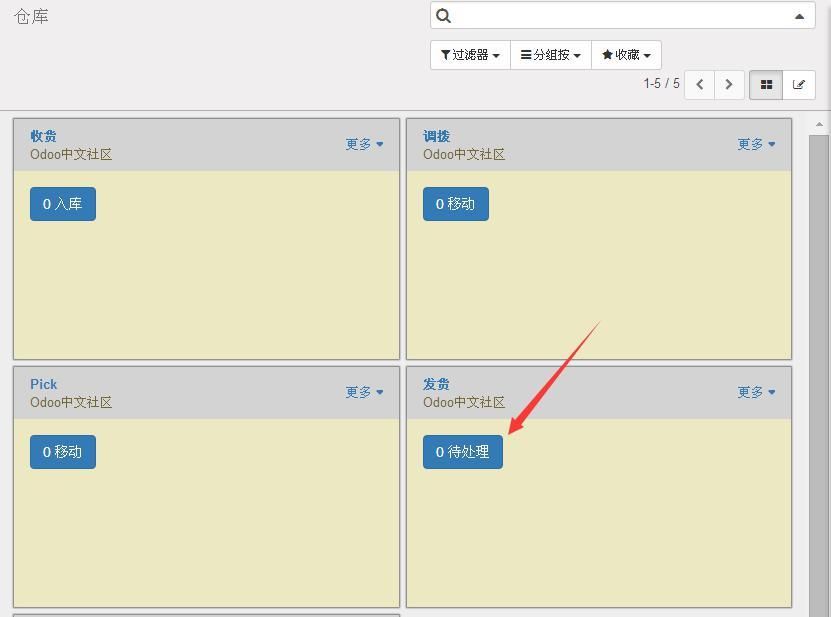 仓库
过滤器
分组按
收藏
1-5 / 5
收货
Odoo中文社区
更多
0 入库
调拨
Odoo中文社区
更多
0 移动
Pick
Odoo中文社区
更多
0 移动
发货
Odoo中文社区
更多
0 待处理